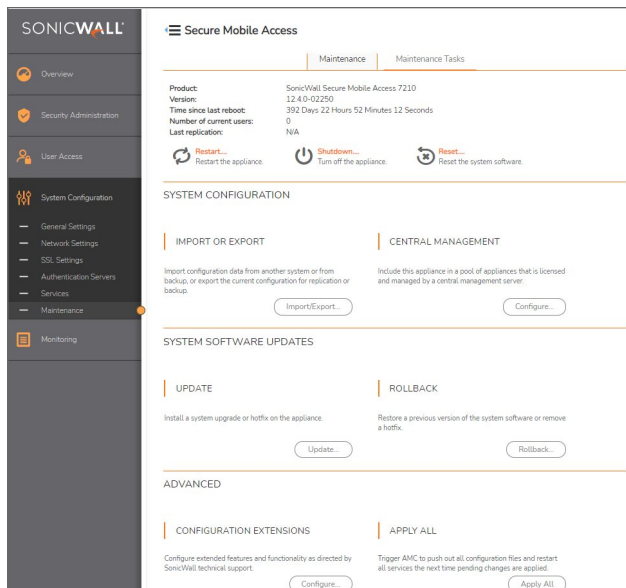 SONICWALL
Secure Mobile Access
Maintenance Maintenance Tasks
Overview
Security Administration
User Access
System Configuration
General Settings
Network Settings
SSL Settings
Authentication Servers
Services
Maintenance
Monitoring
Product: SonicWall Secure Mobile Access 7210
Version: 12.4.0-02250
Time since last reboot: 392 Days 22 Hours 52 Minutes 12 Seconds
Number of current users: 0
Last replication: N/A
Restart... Shutdown... Reset...
Restart the appliance. Turn off the appliance. Reset the system software.
SYSTEM CONFIGURATION
IMPORT OR EXPORT
Import configuration data from another system or from
backup, or export the current configuration for replication or
backup.
Import/Export...
CENTRAL MANAGEMENT
Include this appliance in a pool of appliances that is licensed
and managed by a central management server.
Configure...
SYSTEM SOFTWARE UPDATES
UPDATE
Install a system upgrade or hotfix on the appliance.
Update...
ROLLBACK
Restore a previous version of the system software or remove
a hotfix.
Rollback...
ADVANCED
CONFIGURATION EXTENSIONS
Configure extended features and functionality as directed by
SonicWall technical support.
Configure...
APPLY ALL
Trigger AMC to push out all configuration files and restart
all services the next time pending changes are applied.
Apply All